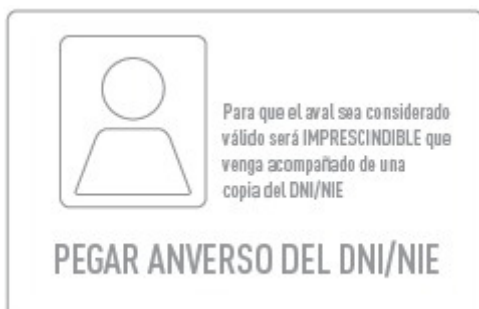 Para que el aval sea considerado
válido será IMPRESCINDIBLE que
venga acompañado de una
copia del DNI/NIE
PEGAR ANVERSO DEL DNI/NIE